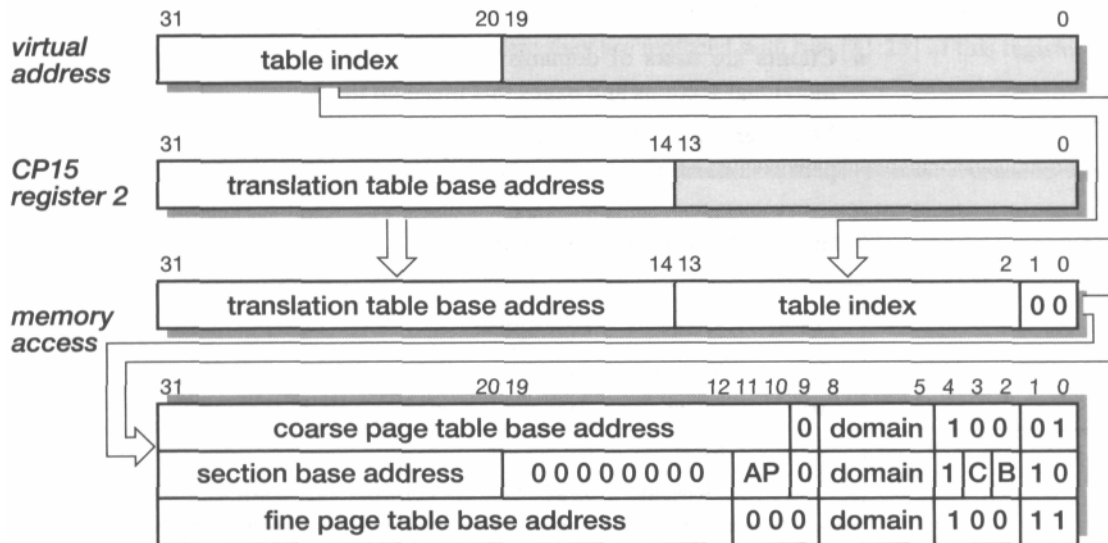 31 20 19 0
virtual address
table index
31 14 13 0
CP15 register 2
translation table base address
31 14 13 2 1 0
memory access
translation table base address table index 0 0
31 20 19 12 11 10 9 8 5 4 3 2 1 0
coarse page table base address 0 domain 1 0 0 0 1
section base address 0 0 0 0 0 0 0 0 AP 0 domain 1 C B 1 0
fine page table base address 0 0 0 domain 1 0 0 1 1